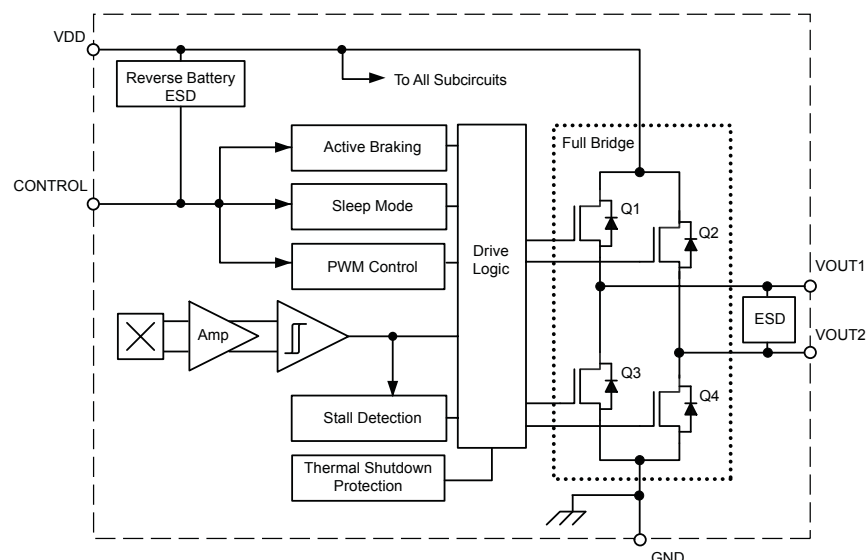 VDD
Reverse Battery
ESD
To All Subcircuits
CONTROL
Active Braking
Sleep Mode
PWM Control
Amp
Stall Detection
Thermal Shutdown
Protection
Drive
Logic
Full Bridge
Q1
Q2
Q3
Q4
VOUT1
ESD
VOUT2
GND